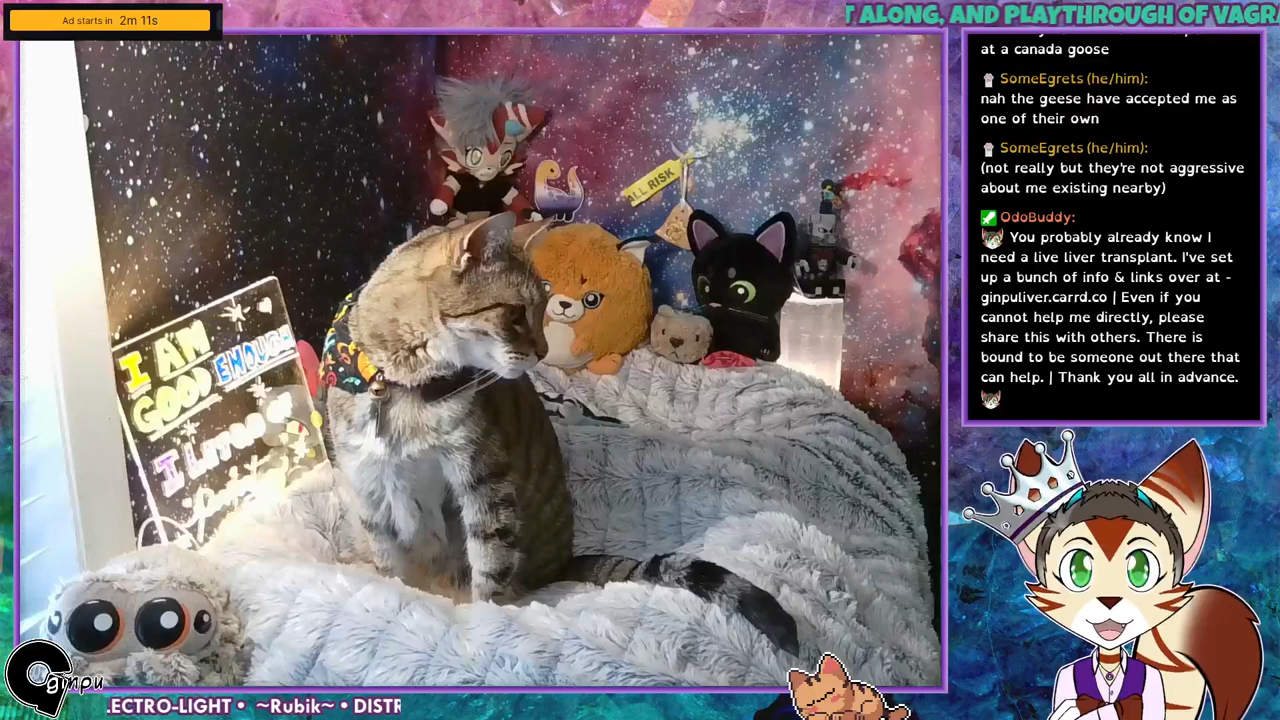 Ad starts in 2m 11s
T ALONG, AND PLAYTHROUGH OF VAGR
at a canada goose
SomeEgrets (he/him):
nah the geese have accepted me as
one of their own
SomeEgrets (he/him):
(not really but they're not aggressive
about me existing nearby)
OdoBuddy:
You probably already know I
need a live liver transplant. I've set
up a bunch of info & links over at -
ginpuliver.carrd.co | Even if you
cannot help me directly, please
share this with others. There is
bound to be someone out there that
can help. | Thank you all in advance.
ALL RISK
I AM
GOOD ENOUGH
ginpu
.ECTRO-LIGHT • ~Rubik~ • DISTR